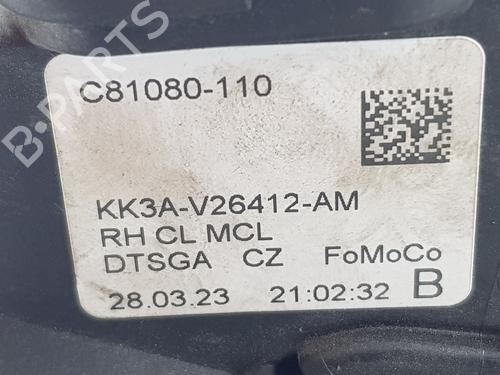 C81080-110
KK3A-V26412-AM
RH CL MCL
DTSGA CZ FoMoCo
28.03.23 21:02:32 B
B-PARTS